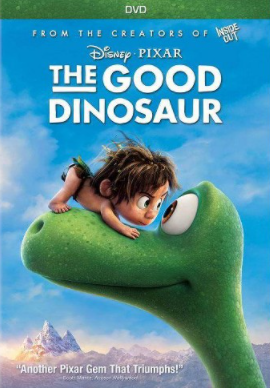 DVD
FROM THE CREATORS OF INSIDE OUT
Disney · PIXAR
THE GOOD
DINOSAUR
"Another Pixar Gem That Triumphs!"